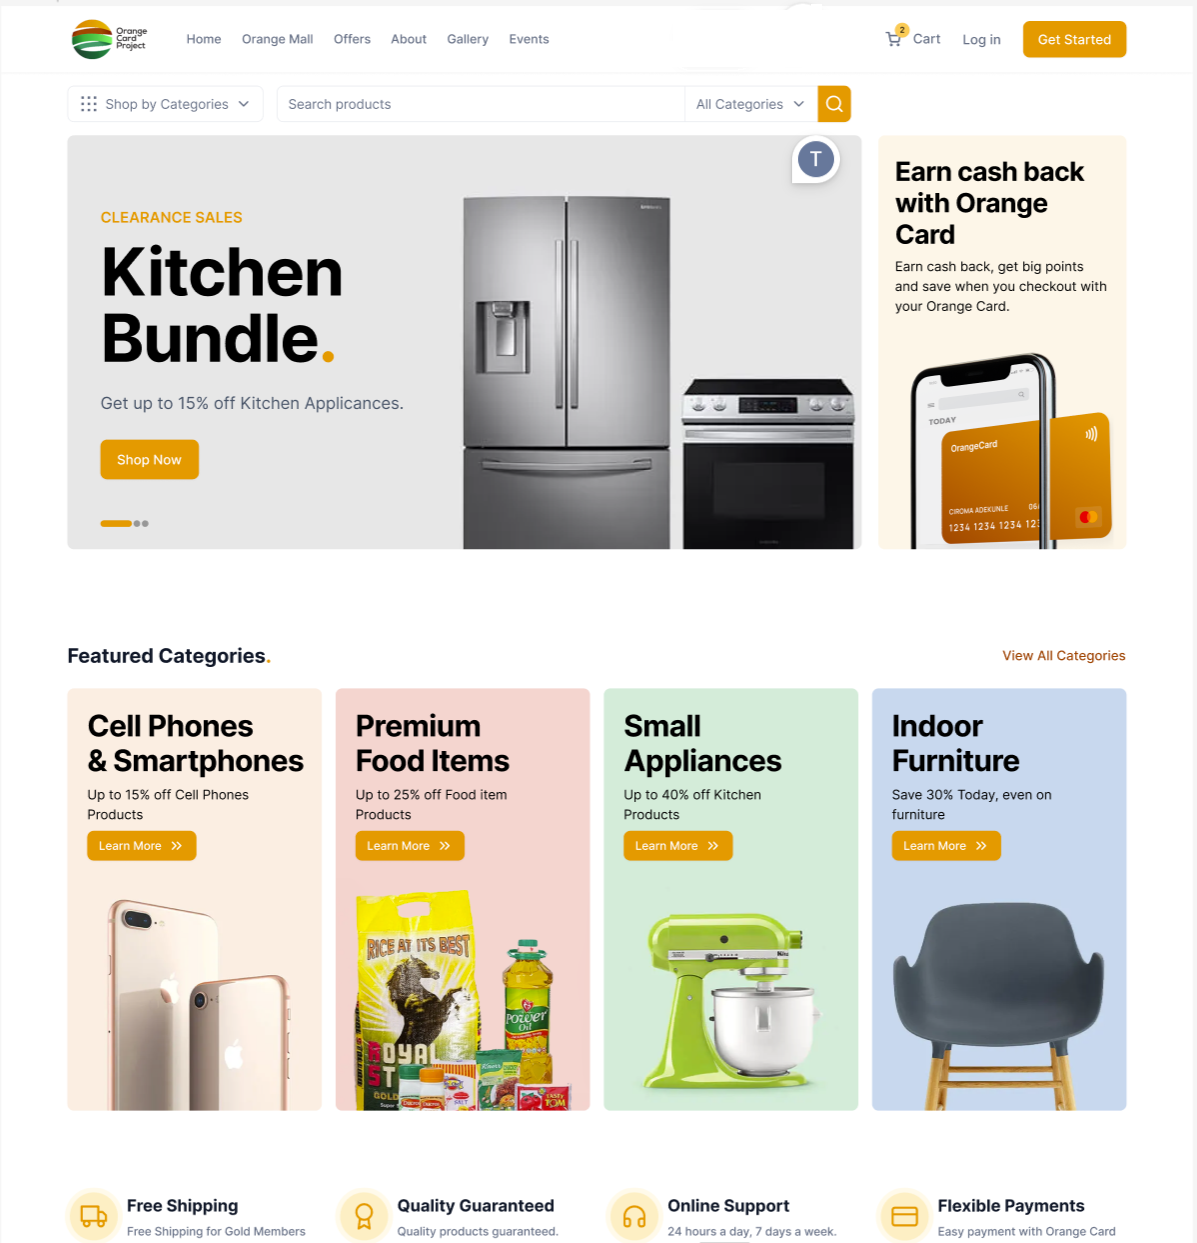 Orange
Card
Project
Home
Orange Mall
Offers
About
Gallery
Events
2
Cart
Log in
Get Started
Shop by Categories
Search products
All Categories
T
CLEARANCE SALES
Kitchen
Bundle.
Get up to 15% off Kitchen Applicances.
Shop Now
SAMSUNG
Earn cash back
with Orange
Card
Earn cash back, get big points
and save when you checkout with
your Orange Card.
TODAY
OrangeCard
CIROMA ADEKUNLE
1234 1234 1234 123
Featured Categories.
View All Categories
Cell Phones
& Smartphones
Up to 15% off Cell Phones
Products
Learn More
Premium
Food Items
Up to 25% off Food item
Products
Learn More
RICE AT ITS BEST
ROYAL
ST
GOLD
Power
Oil
Knorr
SALT
TASTY
TOM
Small
Appliances
Up to 40% off Kitchen
Products
Learn More
Indoor
Furniture
Save 30% Today, even on
furniture
Learn More
Free Shipping
Free Shipping for Gold Members
Quality Guaranteed
Quality products guaranteed.
Online Support
24 hours a day, 7 days a week.
Flexible Payments
Easy payment with Orange Card